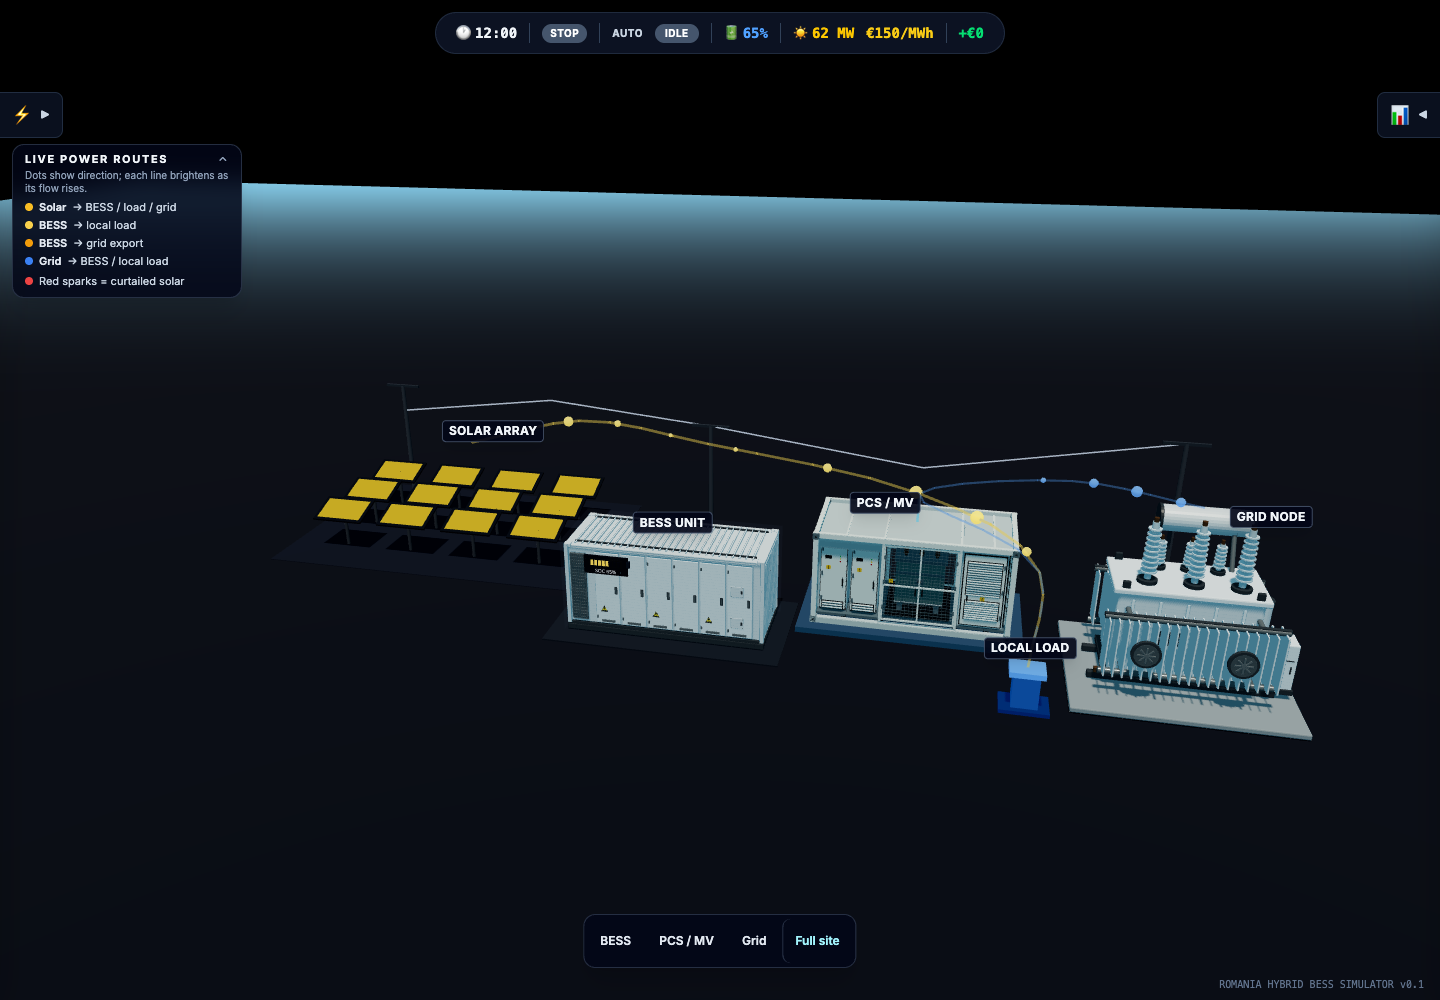 12:00 STOP AUTO IDLE 65% 62 MW €150/MWh +€0
LIVE POWER ROUTES
Dots show direction; each line brightens as
its flow rises.
Solar → BESS / load / grid
BESS → local load
BESS → grid export
Grid → BESS / local load
Red sparks = curtailed solar
SOLAR ARRAY
BESS UNIT
PCS / MV
GRID NODE
LOCAL LOAD
BESS PCS / MV Grid Full site
ROMANIA HYBRID BESS SIMULATOR v0.1